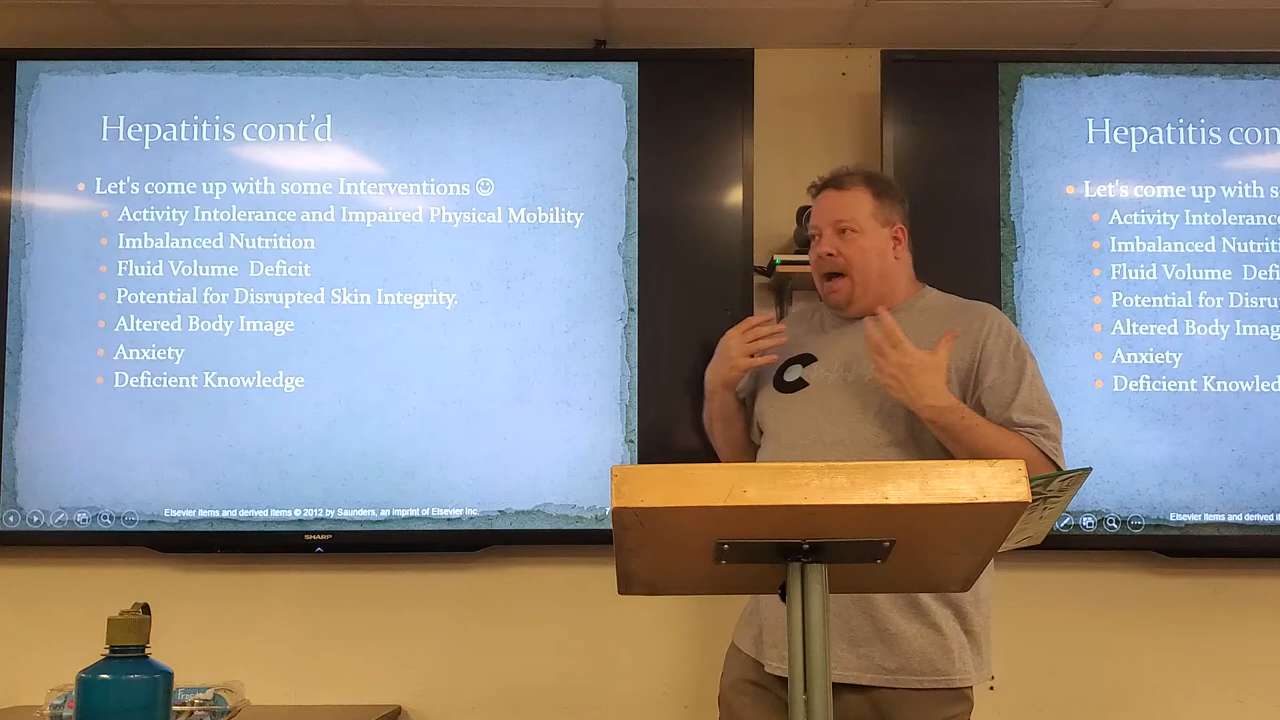 Hepatitis cont'd
Let's come up with some Interventions ☺
Activity Intolerance and Impaired Physical Mobility
Imbalanced Nutrition
Fluid Volume Deficit
Potential for Disrupted Skin Integrity.
Altered Body Image
Anxiety
Deficient Knowledge
Elsevier items and derived items © 2012 by Saunders, an imprint of Elsevier Inc.
SHARP
Hepatitis con
Let's come up with s
Activity Intoleranc
Imbalanced Nutriti
Fluid Volume Defi
Potential for Disru
Altered Body Imag
Anxiety
Deficient Knowled
Elsevier items and derived it
C